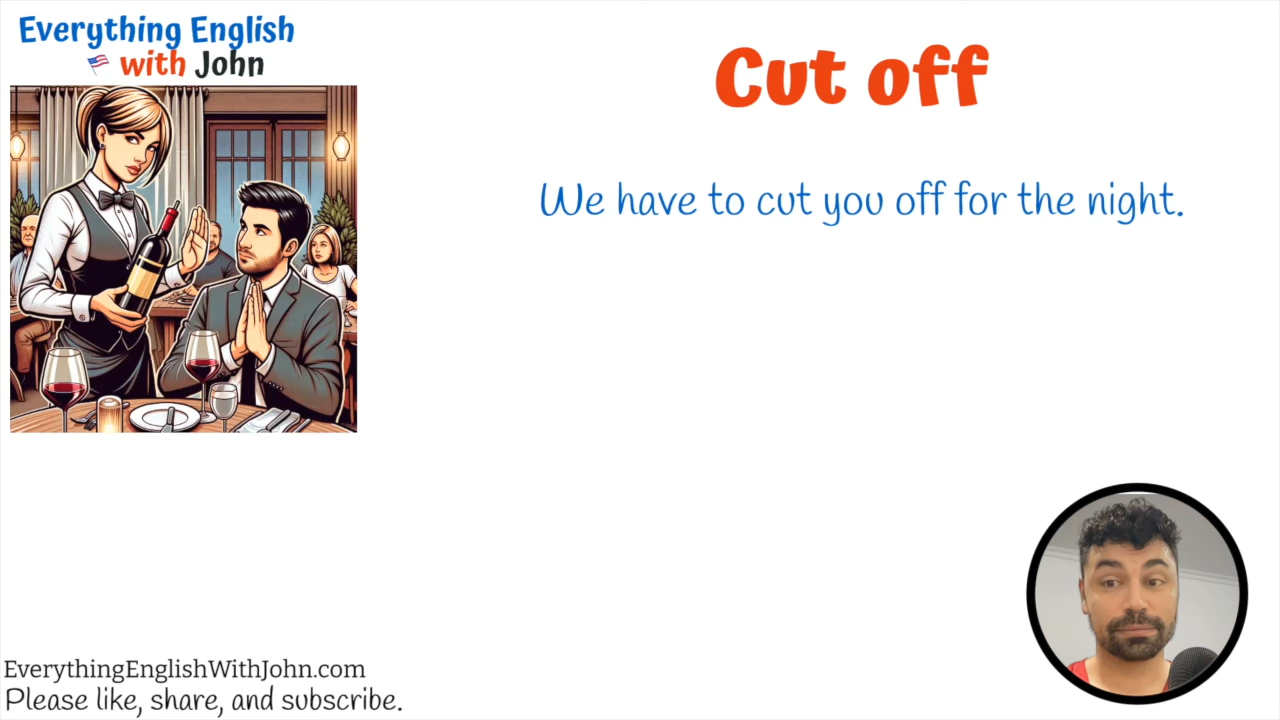 Everything English
with John
Cut off
We have to cut you off for the night.
EverythingEnglishWithJohn.com
Please like, share, and subscribe.